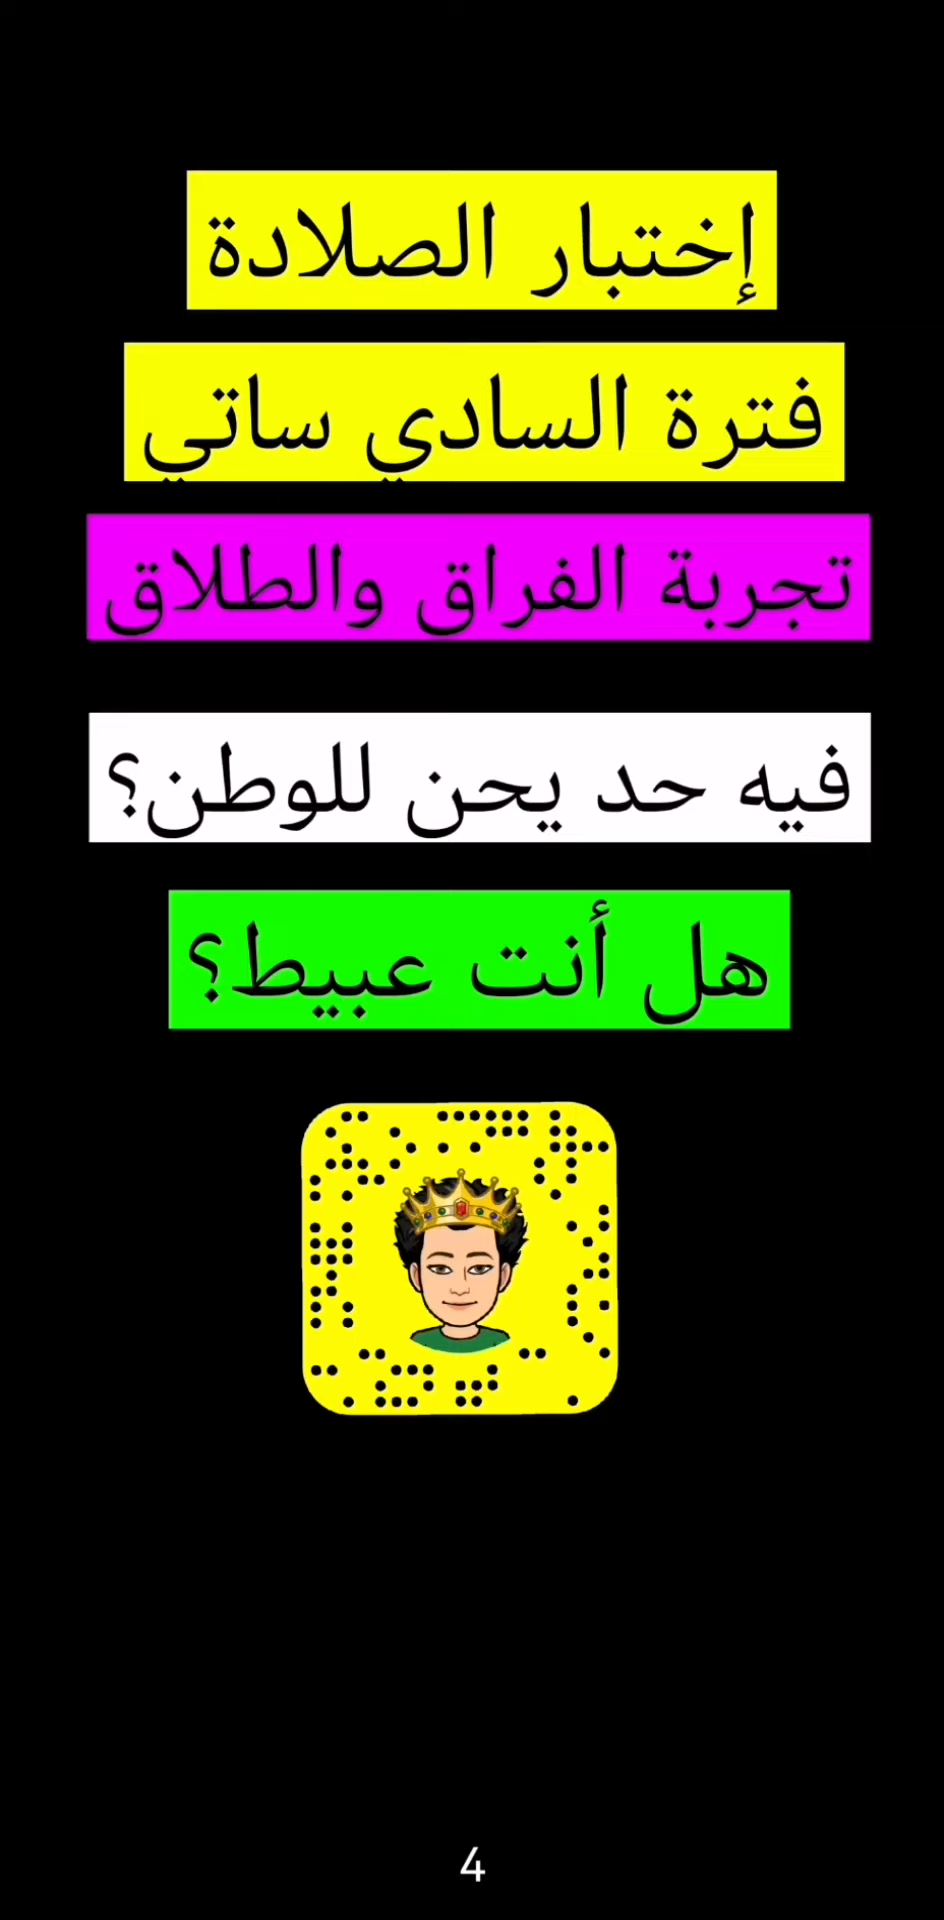 إختبار الصلادة
فترة السادي ساتي
تجربة الفراق والطلاق
فيه حد يحن للوطن؟
هل أنت عبيط؟
4